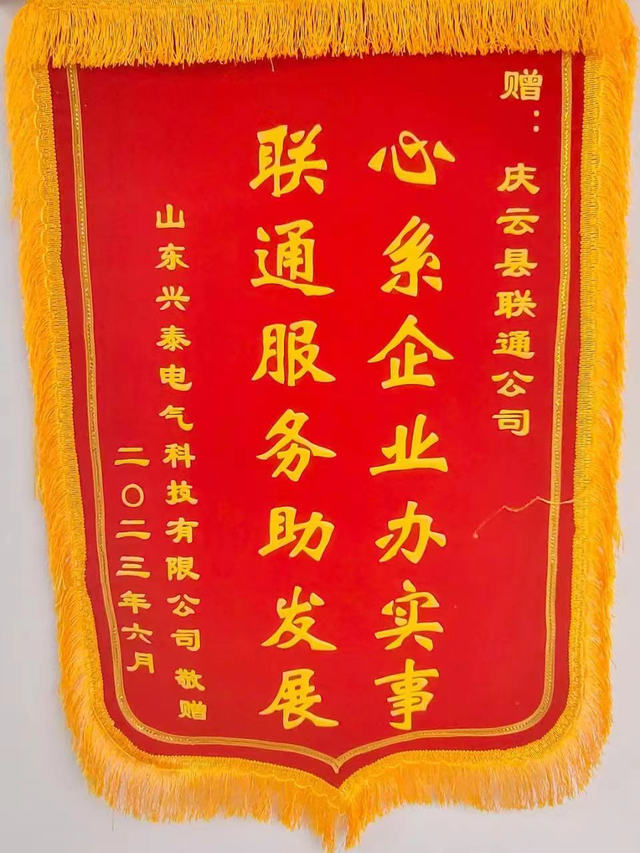 赠：庆云县联通公司
心系企业办实事
联通服务助发展
山东兴泰电气科技有限公司 敬赠
二〇二三年六月